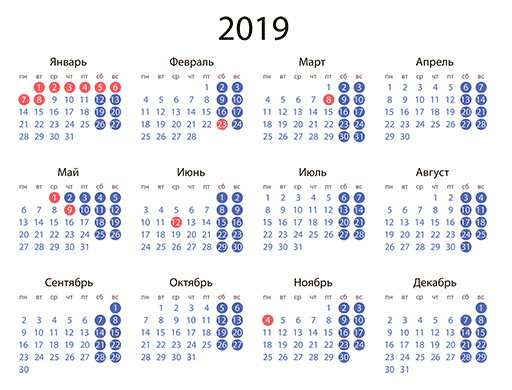 2019
Январь
пн вт ср чт пт сб вс
1 2 3 4 5 6
7 8 9 10 11 12 13
14 15 16 17 18 19 20
21 22 23 24 25 26 27
28 29 30 31
Февраль
пн вт ср чт пт сб вс
1 2 3
4 5 6 7 8 9 10
11 12 13 14 15 16 17
18 19 20 21 22 23 24
25 26 27 28
Март
пн вт ср чт пт сб вс
1 2 3
4 5 6 7 8 9 10
11 12 13 14 15 16 17
18 19 20 21 22 23 24
25 26 27 28 29 30 31
Апрель
пн вт ср чт пт сб вс
1 2 3 4 5 6 7
8 9 10 11 12 13 14
15 16 17 18 19 20 21
22 23 24 25 26 27 28
29 30
Май
пн вт ср чт пт сб вс
1 2 3 4 5
6 7 8 9 10 11 12
13 14 15 16 17 18 19
20 21 22 23 24 25 26
27 28 29 30 31
Июнь
пн вт ср чт пт сб вс
1 2
3 4 5 6 7 8 9
10 11 12 13 14 15 16
17 18 19 20 21 22 23
24 25 26 27 28 29 30
Июль
пн вт ср чт пт сб вс
1 2 3 4 5 6 7
8 9 10 11 12 13 14
15 16 17 18 19 20 21
22 23 24 25 26 27 28
29 30 31
Август
пн вт ср чт пт сб вс
1 2 3 4
5 6 7 8 9 10 11
12 13 14 15 16 17 18
19 20 21 22 23 24 25
26 27 28 29 30 31
Сентябрь
пн вт ср чт пт сб вс
1
2 3 4 5 6 7 8
9 10 11 12 13 14 15
16 17 18 19 20 21 22
23 24 25 26 27 28 29
30
Октябрь
пн вт ср чт пт сб вс
1 2 3 4 5 6
7 8 9 10 11 12 13
14 15 16 17 18 19 20
21 22 23 24 25 26 27
28 29 30 31
Ноябрь
пн вт ср чт пт сб вс
1 2 3
4 5 6 7 8 9 10
11 12 13 14 15 16 17
18 19 20 21 22 23 24
25 26 27 28 29 30
Декабрь
пн вт ср чт пт сб вс
1
2 3 4 5 6 7 8
9 10 11 12 13 14 15
16 17 18 19 20 21 22
23 24 25 26 27 28 29
30 31